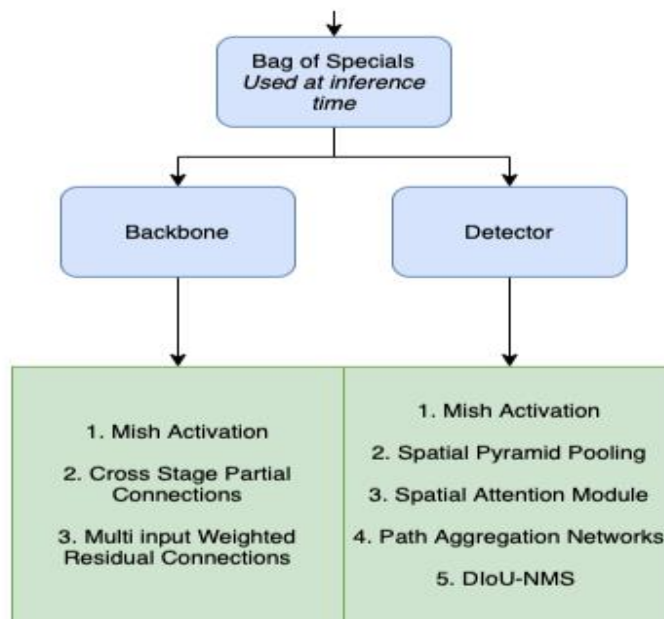 Bag of Specials
Used at inference
time
Backbone
Detector
1. Mish Activation
2. Cross Stage Partial
Connections
3. Multi input Weighted
Residual Connections
1. Mish Activation
2. Spatial Pyramid Pooling
3. Spatial Attention Module
4. Path Aggregation Networks
5. DIoU-NMS